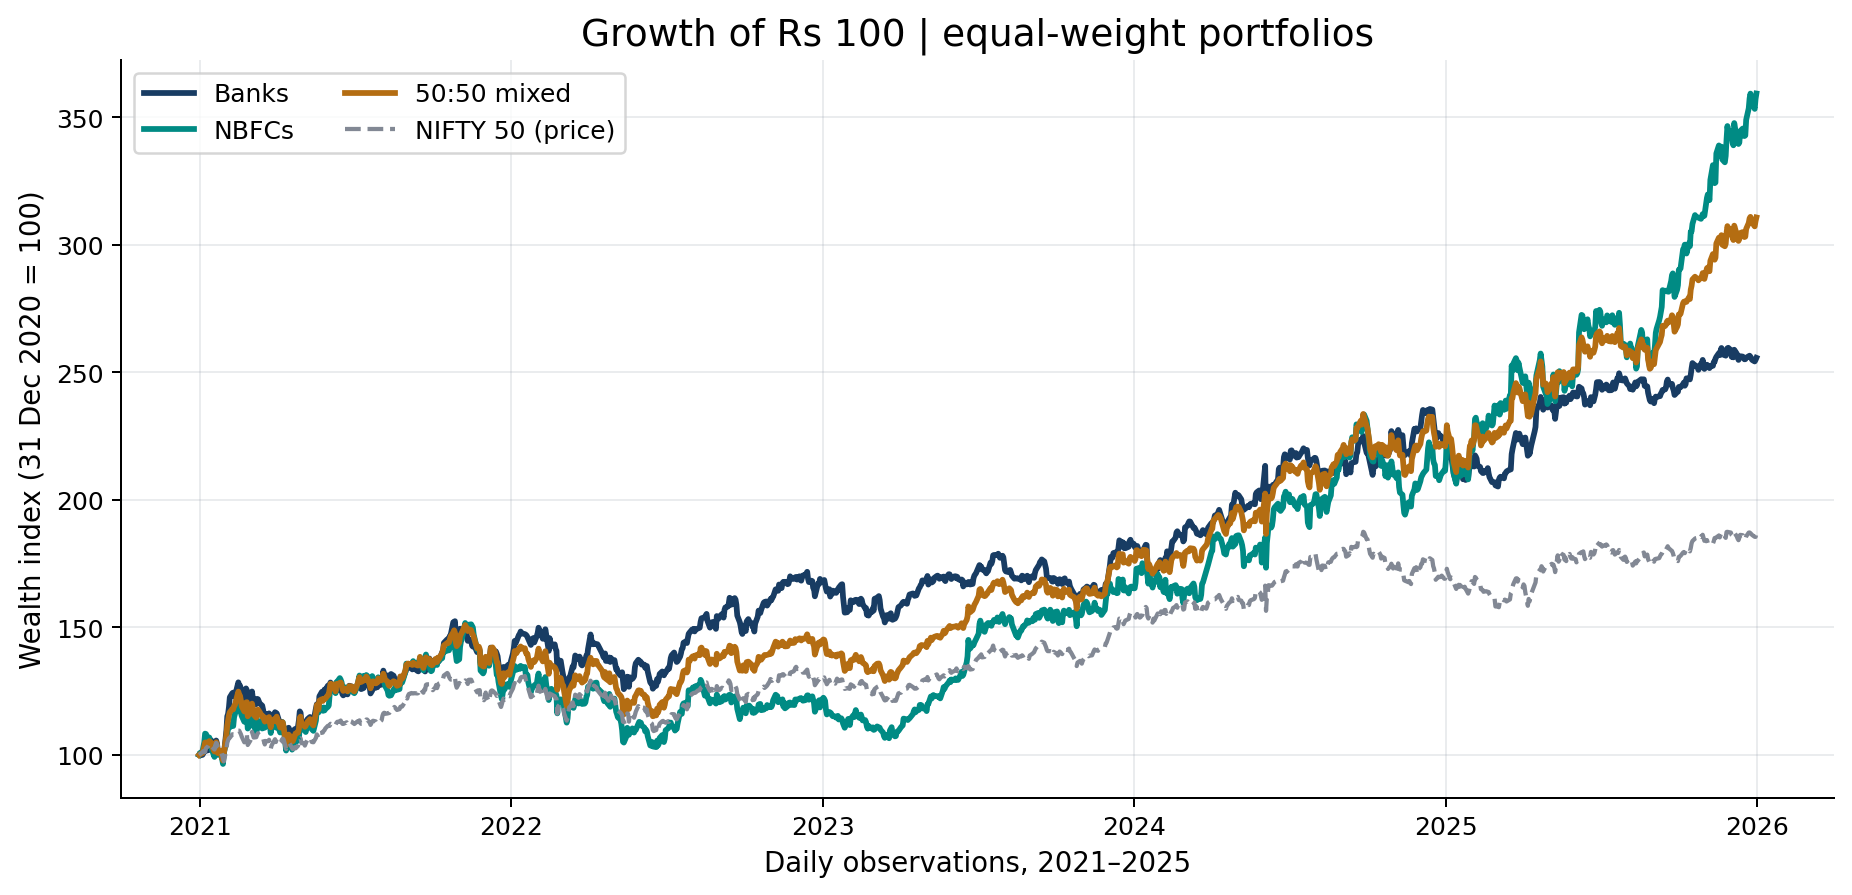 Growth of Rs 100 | equal-weight portfolios
Banks
NBFCs
50:50 mixed
NIFTY 50 (price)
Wealth index (31 Dec 2020 = 100)
350
300
250
200
150
100
2021 2022 2023 2024 2025 2026
Daily observations, 2021–2025